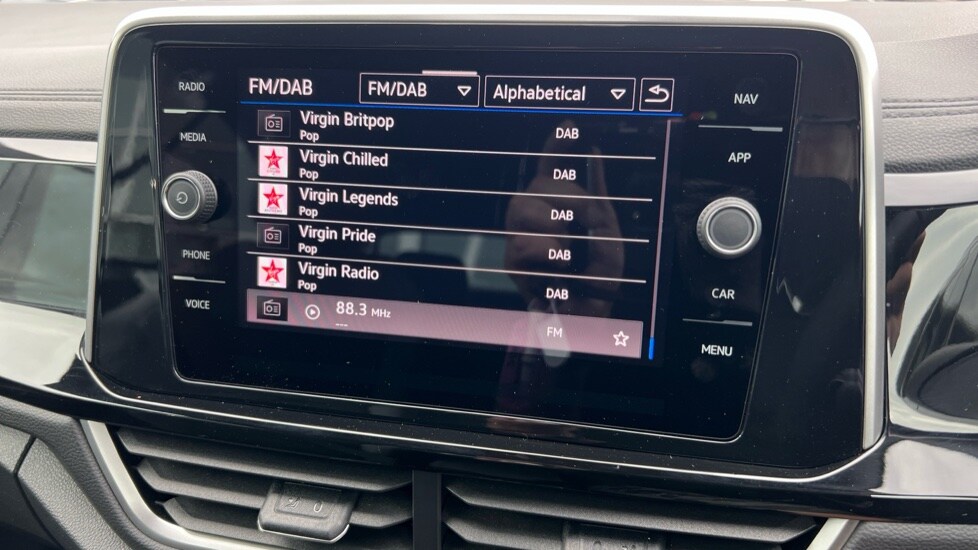 RADIO
MEDIA
PHONE
VOICE
FM/DAB
FM/DAB
Alphabetical
Virgin Britpop
Pop
DAB
Virgin Chilled
Pop
DAB
Virgin Legends
Pop
DAB
Virgin Pride
Pop
DAB
Virgin Radio
Pop
DAB
88.3 MHz
---
FM
NAV
APP
CAR
MENU